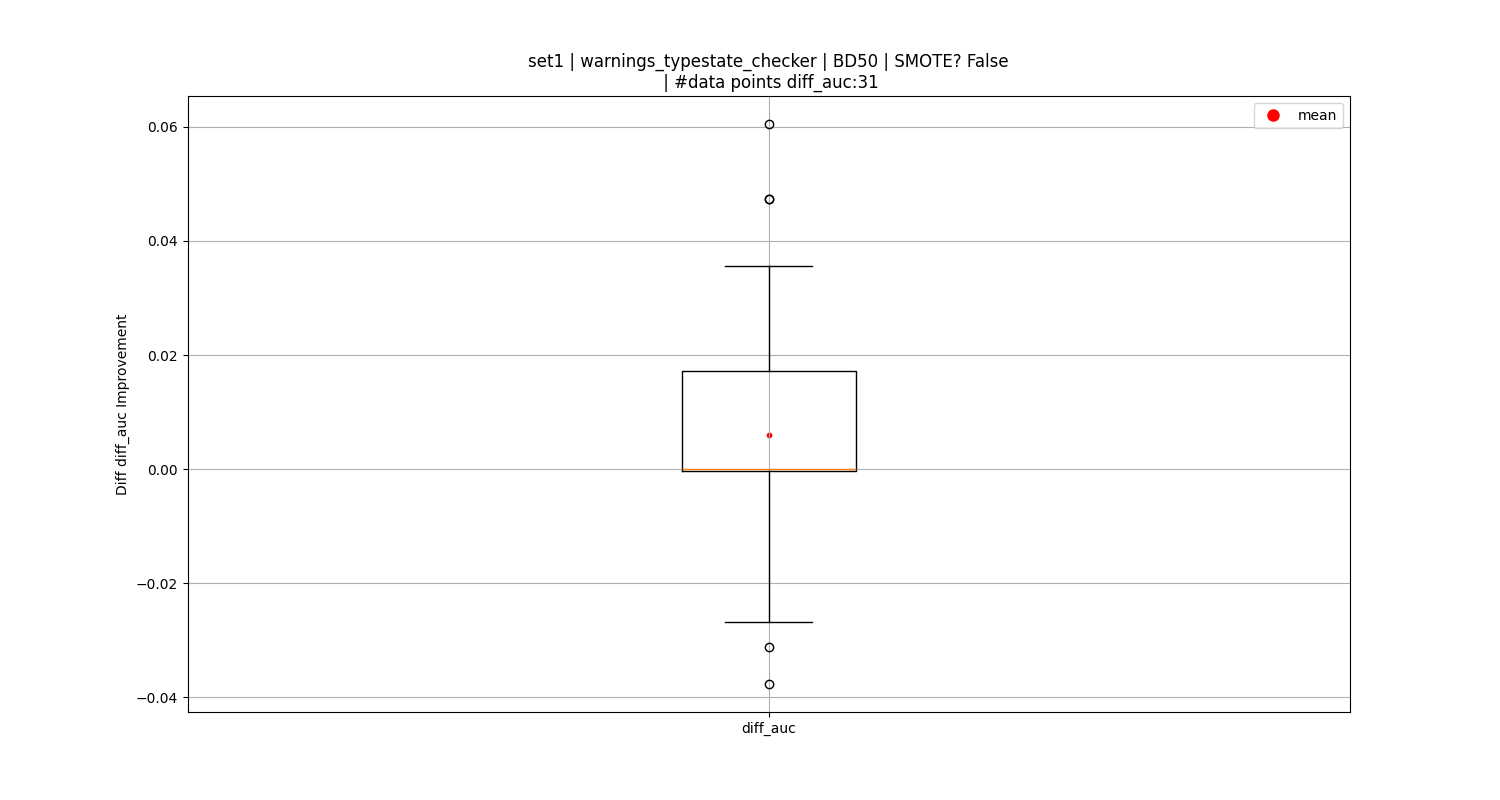 set1 | warnings_typestate_checker | BD50 | SMOTE? False
| #data points diff_auc:31
mean
0.06
0.04
0.02
0.00
−0.02
−0.04
Diff diff_auc Improvement
diff_auc